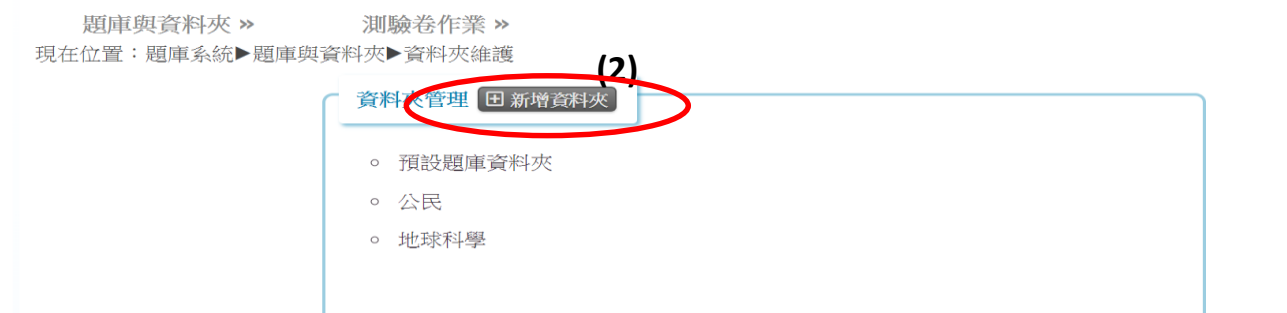 題庫與資料夾 » 測驗卷作業 »
現在位置：題庫系統▶題庫與資料夾▶資料夾維護
(2)
資料夾管理 新增資料夾
預設題庫資料夾
公民
地球科學